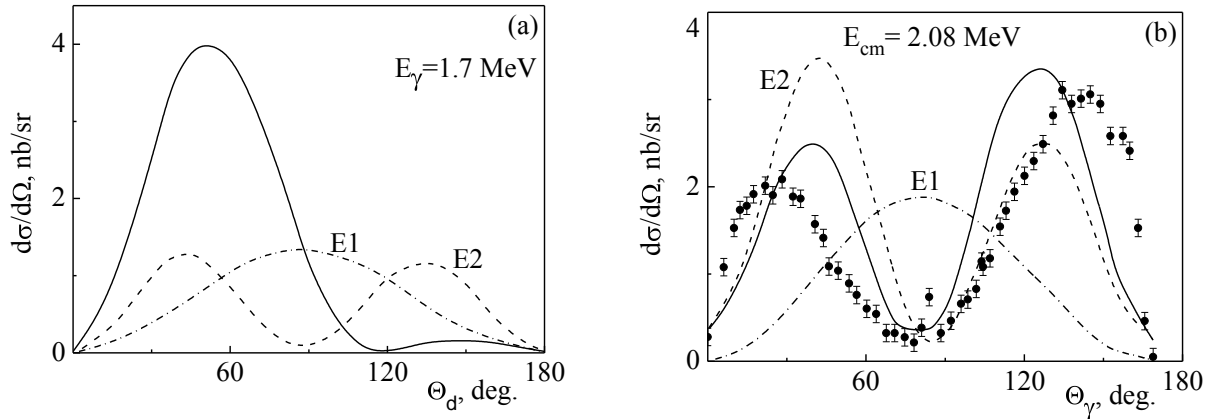 (a)
4
E_γ=1.7 MeV
dσ/dΩ, nb/sr
2
E1
E2
0
60
120
180
Θ_d, deg.
(b)
4
E_cm= 2.08 MeV
E2
dσ/dΩ, nb/sr
2
E1
0
60
120
180
Θ_γ, deg.